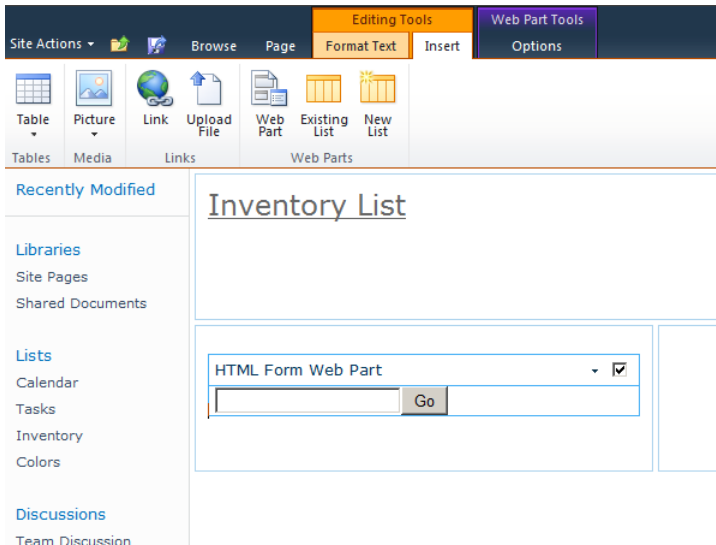 Editing Tools Web Part Tools
Site Actions Browse Page Format Text Insert Options
Table Picture Link Upload File Web Part Existing List New List
Tables Media Links Web Parts
Recently Modified
Inventory List
Libraries
Site Pages
Shared Documents
Lists
Calendar
Tasks
Inventory
Colors
HTML Form Web Part
Go
Discussions
Team Discussion